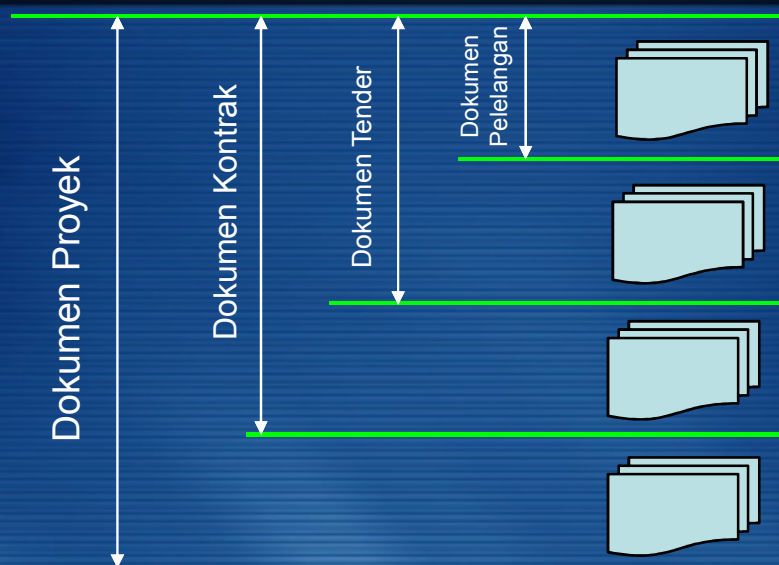 Dokumen Proyek
Dokumen Kontrak
Dokumen Tender
Dokumen
Pelelangan